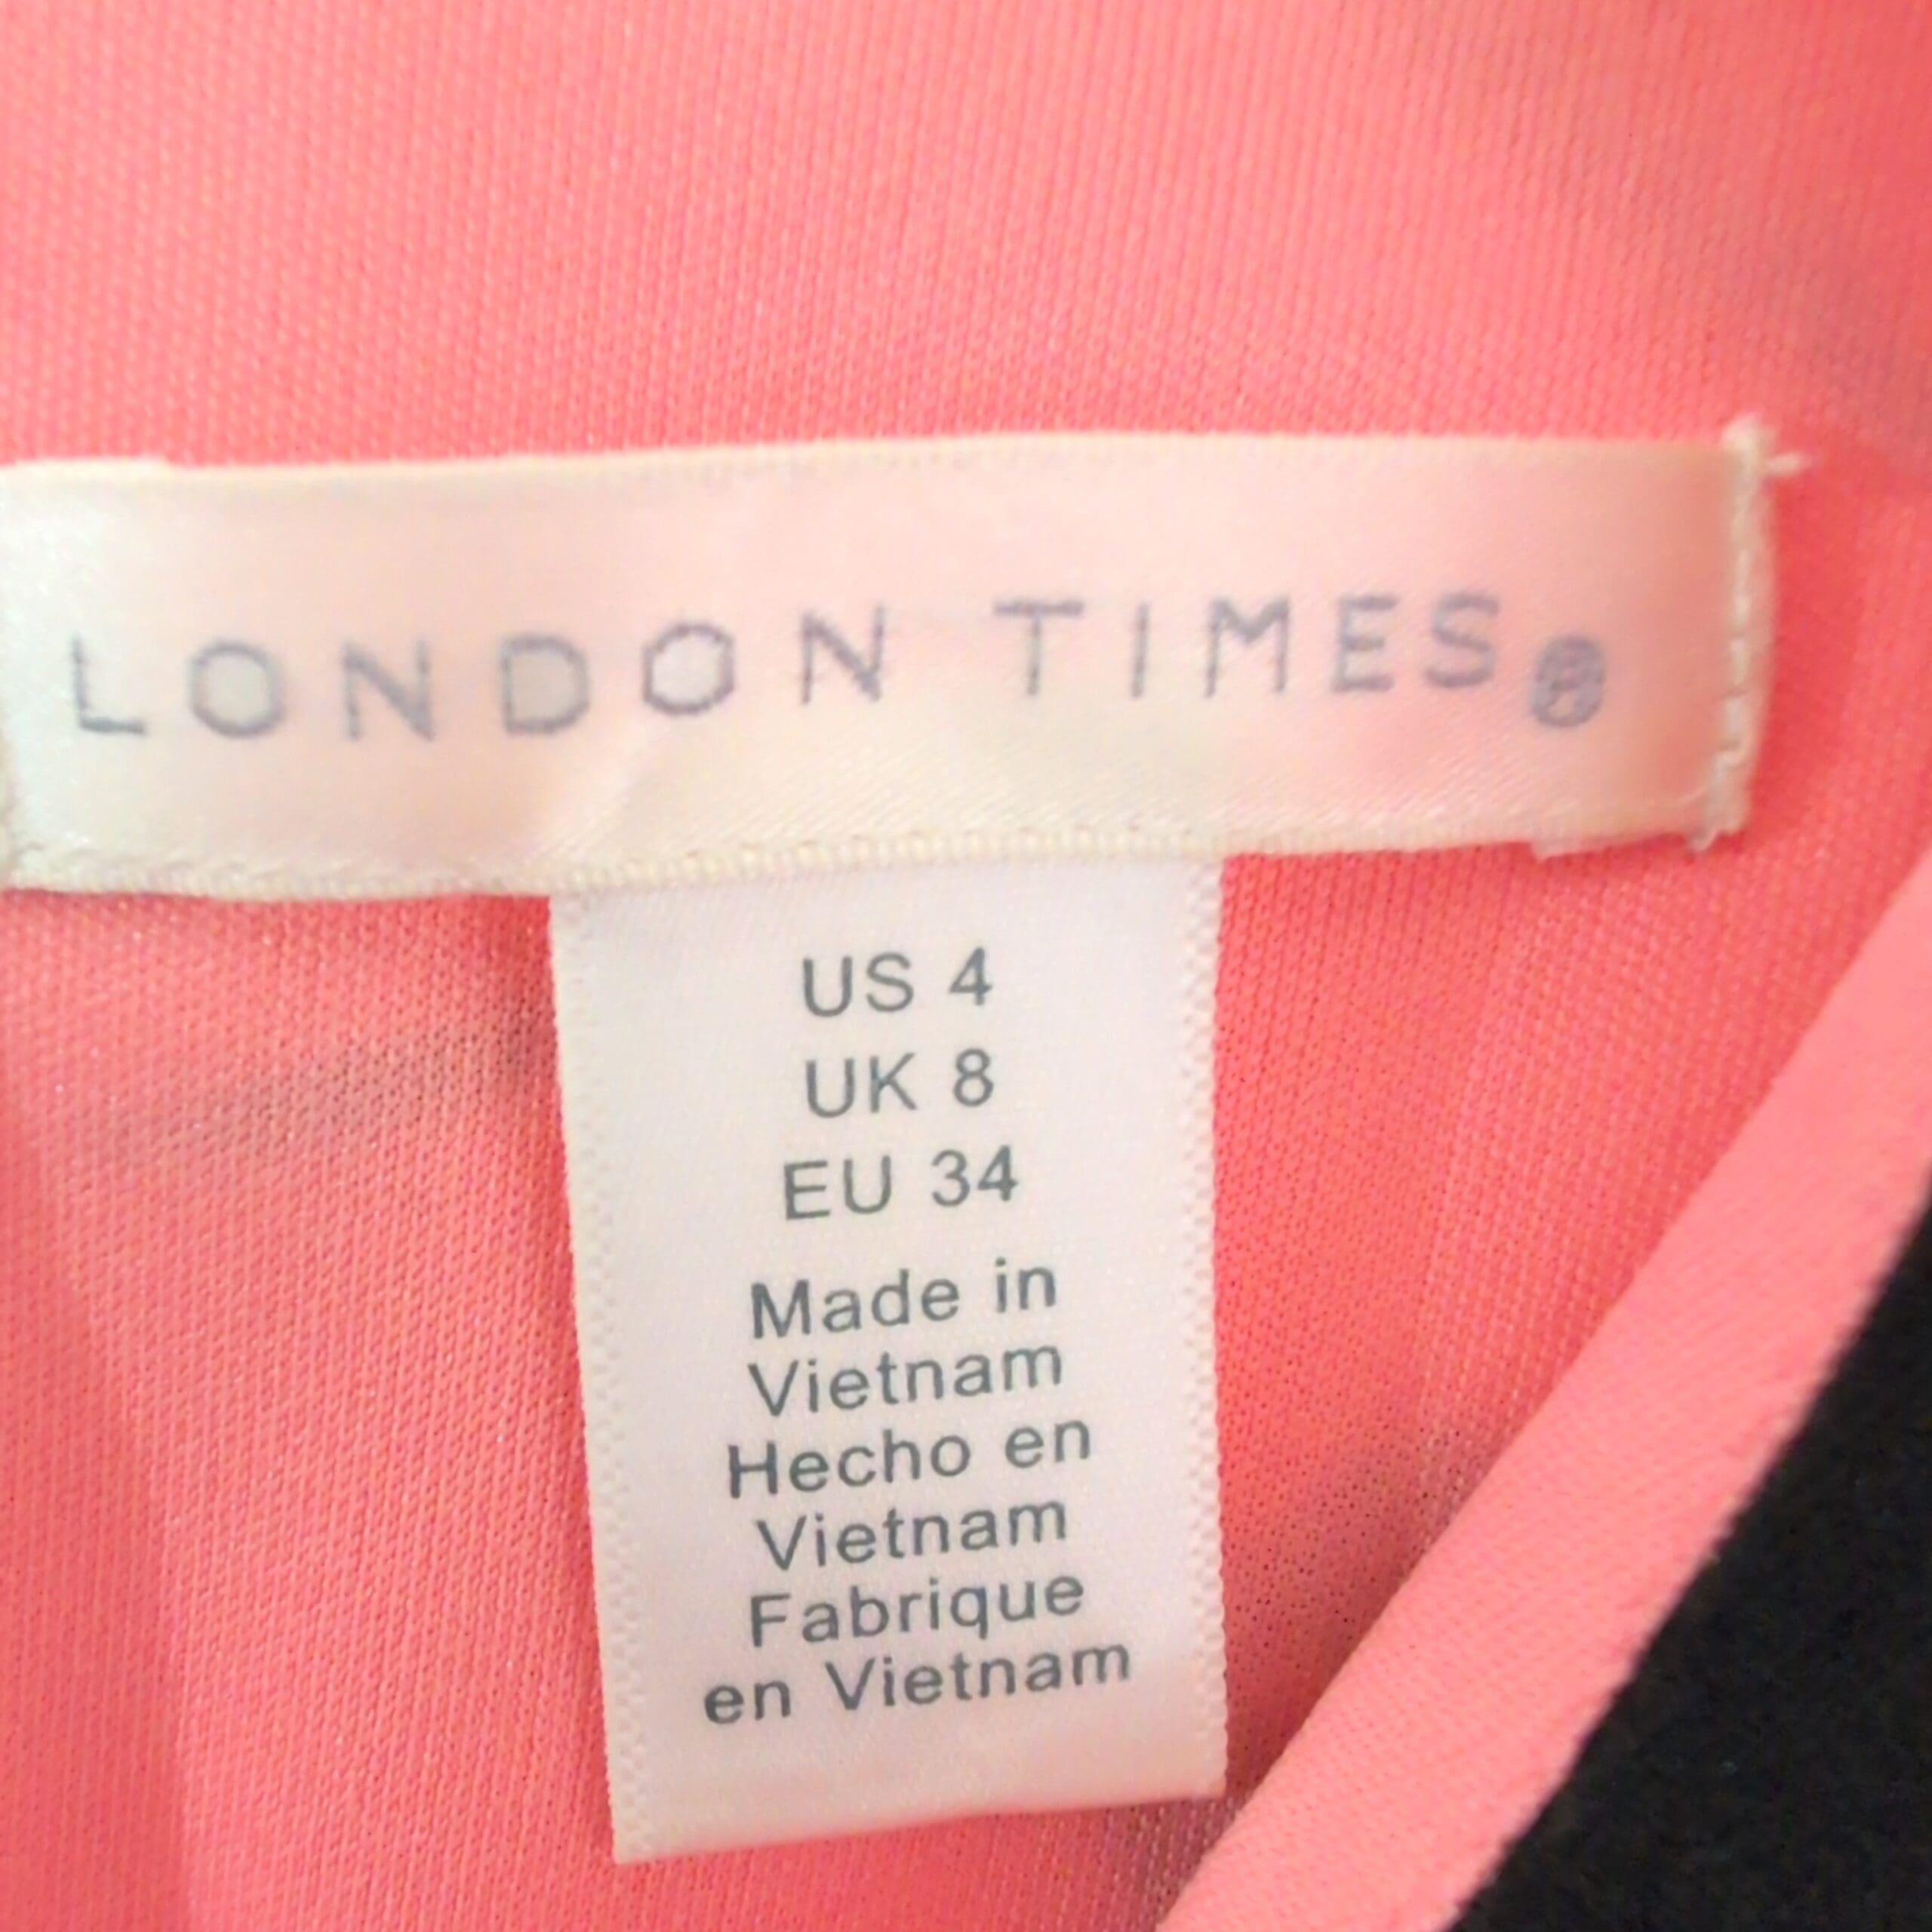 LONDON TIMES®
US 4
UK 8
EU 34
Made in
Vietnam
Hecho en
Vietnam
Fabrique
en Vietnam